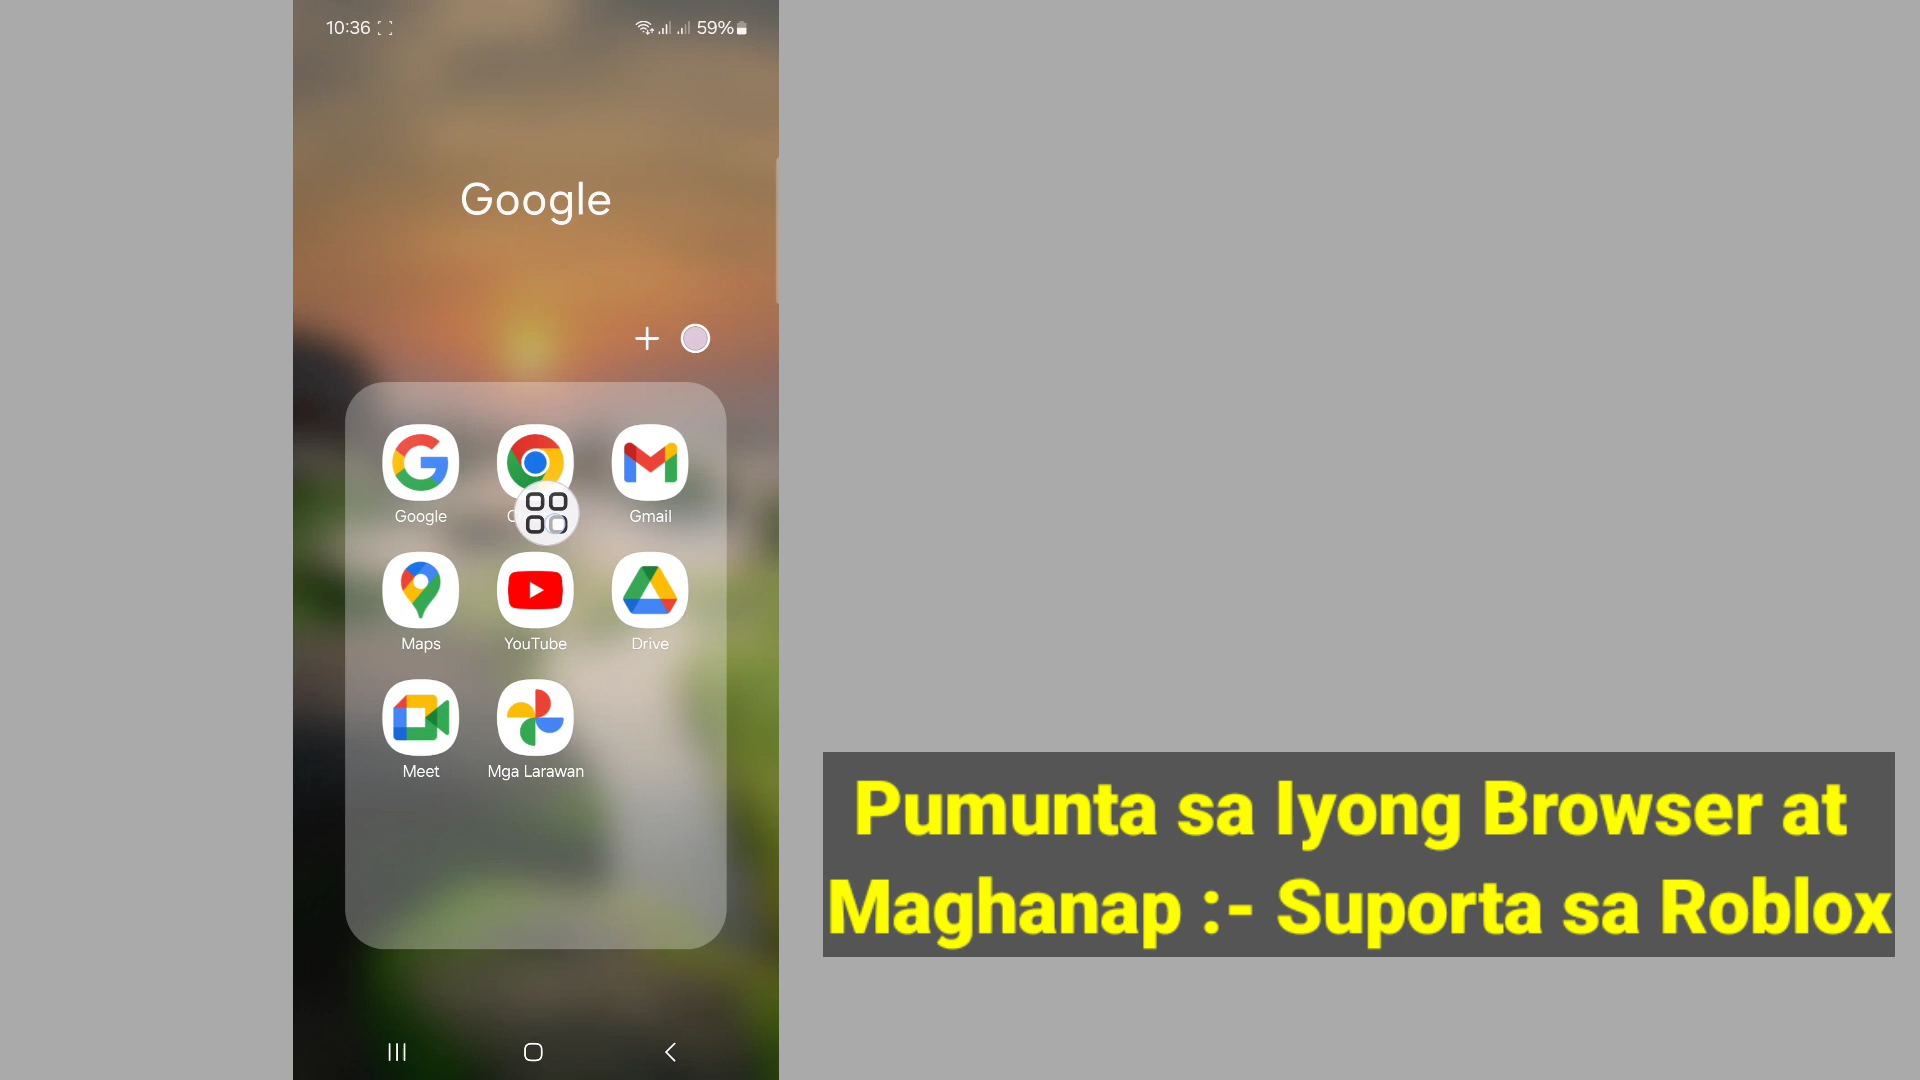 10:36
59%
Google
Google
Gmail
Maps
YouTube
Drive
Meet
Mga Larawan
Pumunta sa Iyong Browser at
Maghanap :- Suporta sa Roblox